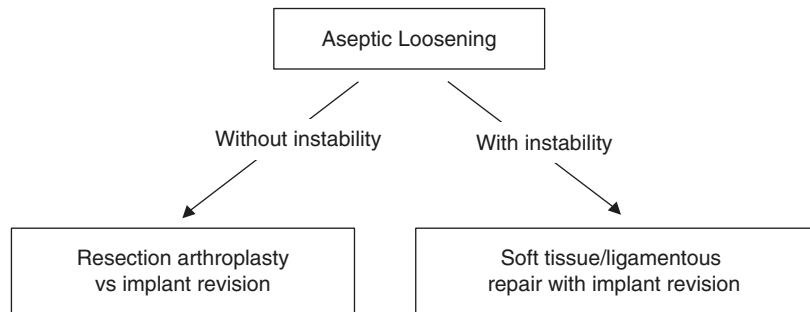 Aseptic Loosening
Without instability
With instability
Resection arthroplasty
vs implant revision
Soft tissue/ligamentous
repair with implant revision